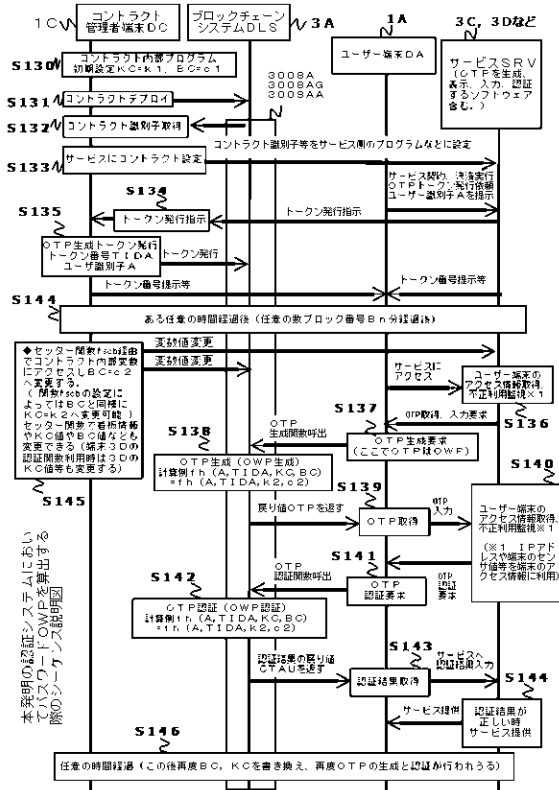 1C
コントラクト
管理者端末DC
ブロックチェーン
システムDLS
3A
1A
ユーザー端末DA
3C, 3Dなど
サービスSRV
(OTPを生成、
表示、入力、認証
するソフトウェア
含む。)
S130
コントラクト内部プログラム
初期設定KC=k1, BC=c1
3008A
3008AG
3009AA
S131
コントラクトデプロイ
S132
コントラクト識別子取得
コントラクト識別子等をサービス側のプログラムなどに設定
S133
サービスにコントラクト設定
サービス契約、決済実行
OTPトークン発行依頼
ユーザー識別子Aを提示
S134
トークン発行指示
トークン発行指示
S135
OTP生成トークン発行
トークン番号TIDA
ユーザ識別子A
トークン発行
トークン番号提示等
トークン番号提示等
S144
ある任意の時間経過後(任意の数ブロック番号Bn分経過後)
◆セッター関数fscb経由
でコントラクト内部変数
にアクセスしBC=c2
へ変更する。
(関数fscbの設定に
よってはBCと同様に
KC=k2へ変更可能)
セッター関数で看板情報
やKC値やBC値なども
変更できる(端末3Dの
認証関数利用時は3Dの
KC値等も変更する)
S145
変数値変更
変数値変更
サービスに
アクセス
ユーザー端末の
アクセス情報取得、
不正利用監視※1
S136
S137
OTP取得、入力要求
OTP生成要求
(ここでOTPはOWP)
OTP
生成関数呼出
S138
OTP生成(OWP生成)
計算例fh(A,TIDA,KC,BC)
=fh(A,TIDA,k2,c2)
S139
戻り値OTPを返す
OTP取得
OTP
入力
S140
ユーザー端末の
アクセス情報取得、
不正利用監視※1
(※1 IPアド
レスや端末のセン
サ値等を端末のア
クセス情報に利用)
S141
OTP
認証関数呼出
OTP
認証要求
OTP
認証
要求
S142
OTP認証(OWP認証)
計算例fh(A,TIDA,KC,BC)
=fh(A,TIDA,k2,c2)
S143
認証結果の戻り値
CTAUを返す
認証結果取得
サービスへ
認証結果入力
S144
サービス提供
認証結果が
正しい時
サービス提供
S146
任意の時間経過(この後再度BC, KCを書き換え、再度OTPの生成と認証が行われうる)
本発明の認証システムにおい
てパスワードOWPを算出する
際のシーケンス説明図